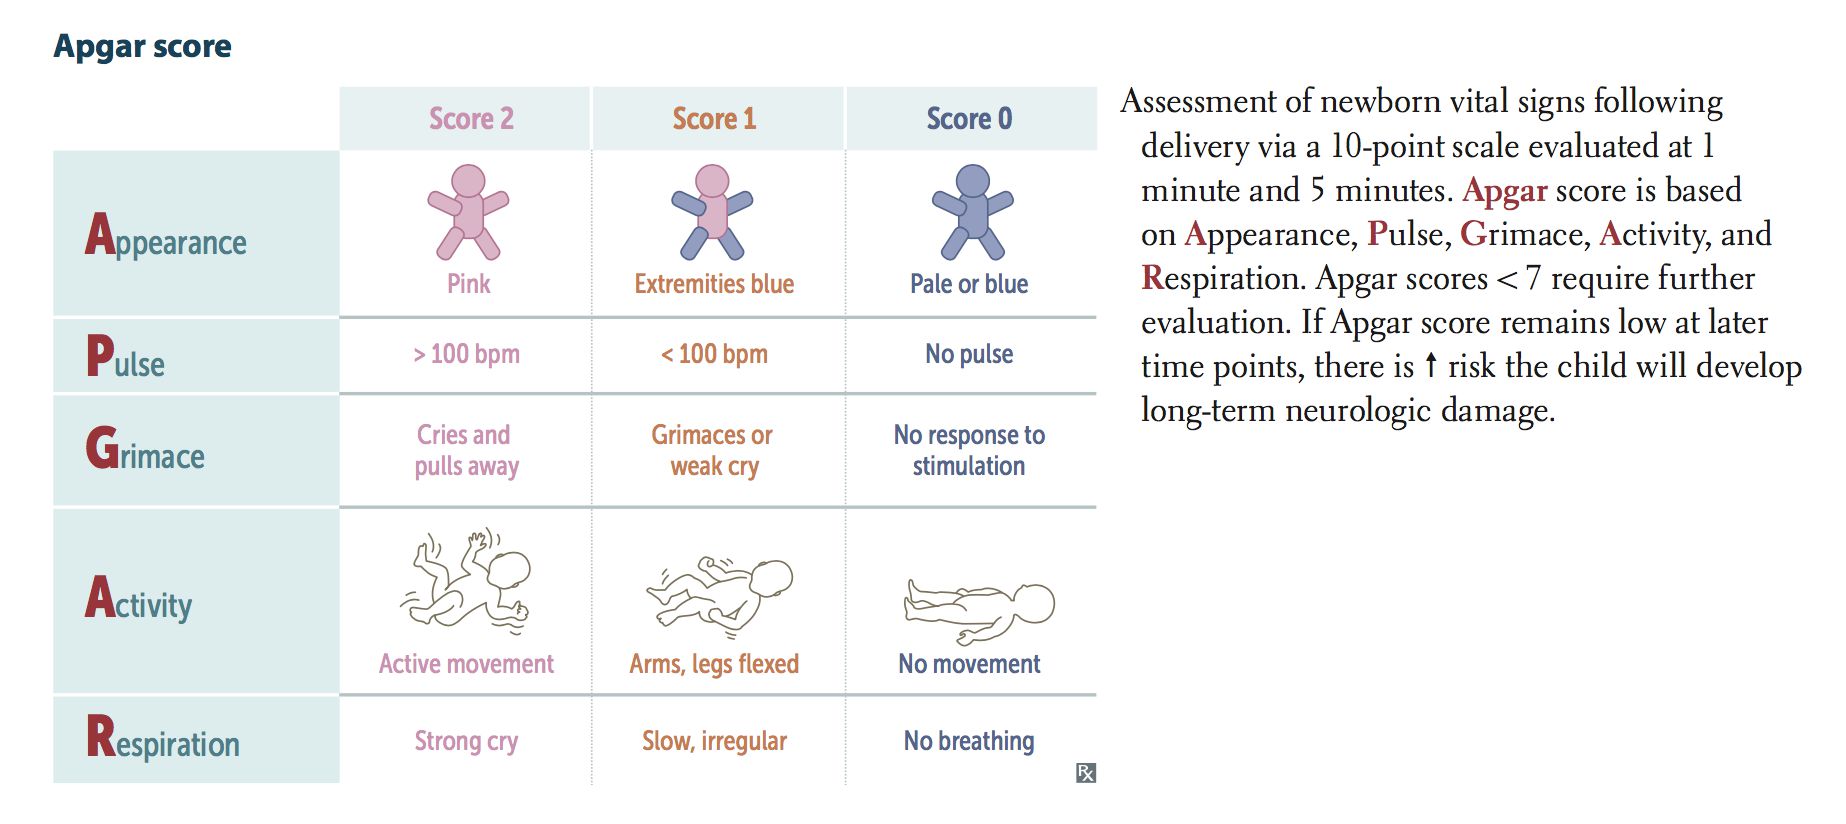 Apgar score
Score 2
Score 1
Score 0
Appearance
Pink
Extremities blue
Pale or blue
Pulse
> 100 bpm
< 100 bpm
No pulse
Grimace
Cries and
pulls away
Grimaces or
weak cry
No response to
stimulation
Activity
Active movement
Arms, legs flexed
No movement
Respiration
Strong cry
Slow, irregular
No breathing
Rx
Assessment of newborn vital signs following
delivery via a 10-point scale evaluated at 1
minute and 5 minutes. Apgar score is based
on Appearance, Pulse, Grimace, Activity, and
Respiration. Apgar scores < 7 require further
evaluation. If Apgar score remains low at later
time points, there is ↑ risk the child will develop
long-term neurologic damage.